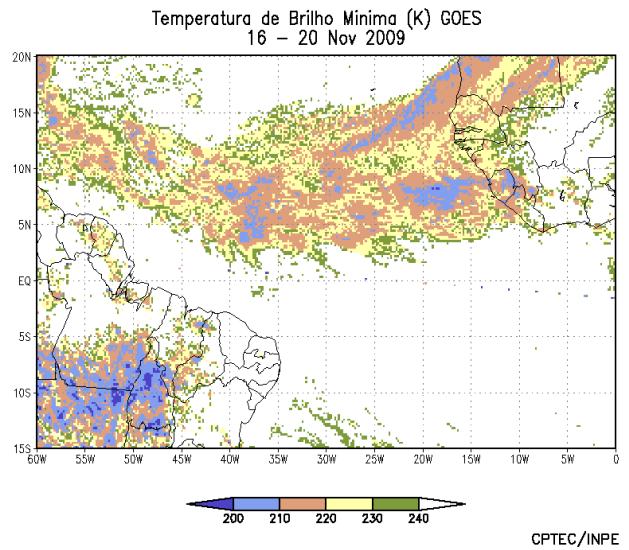 Temperatura de Brilho Minima (K) GOES
16 – 20 Nov 2009
20N
15N
10N
5N
EQ
5S
10S
15S
60W 55W 50W 45W 40W 35W 30W 25W 20W 15W 10W 5W 0
200 210 220 230 240
CPTEC/INPE